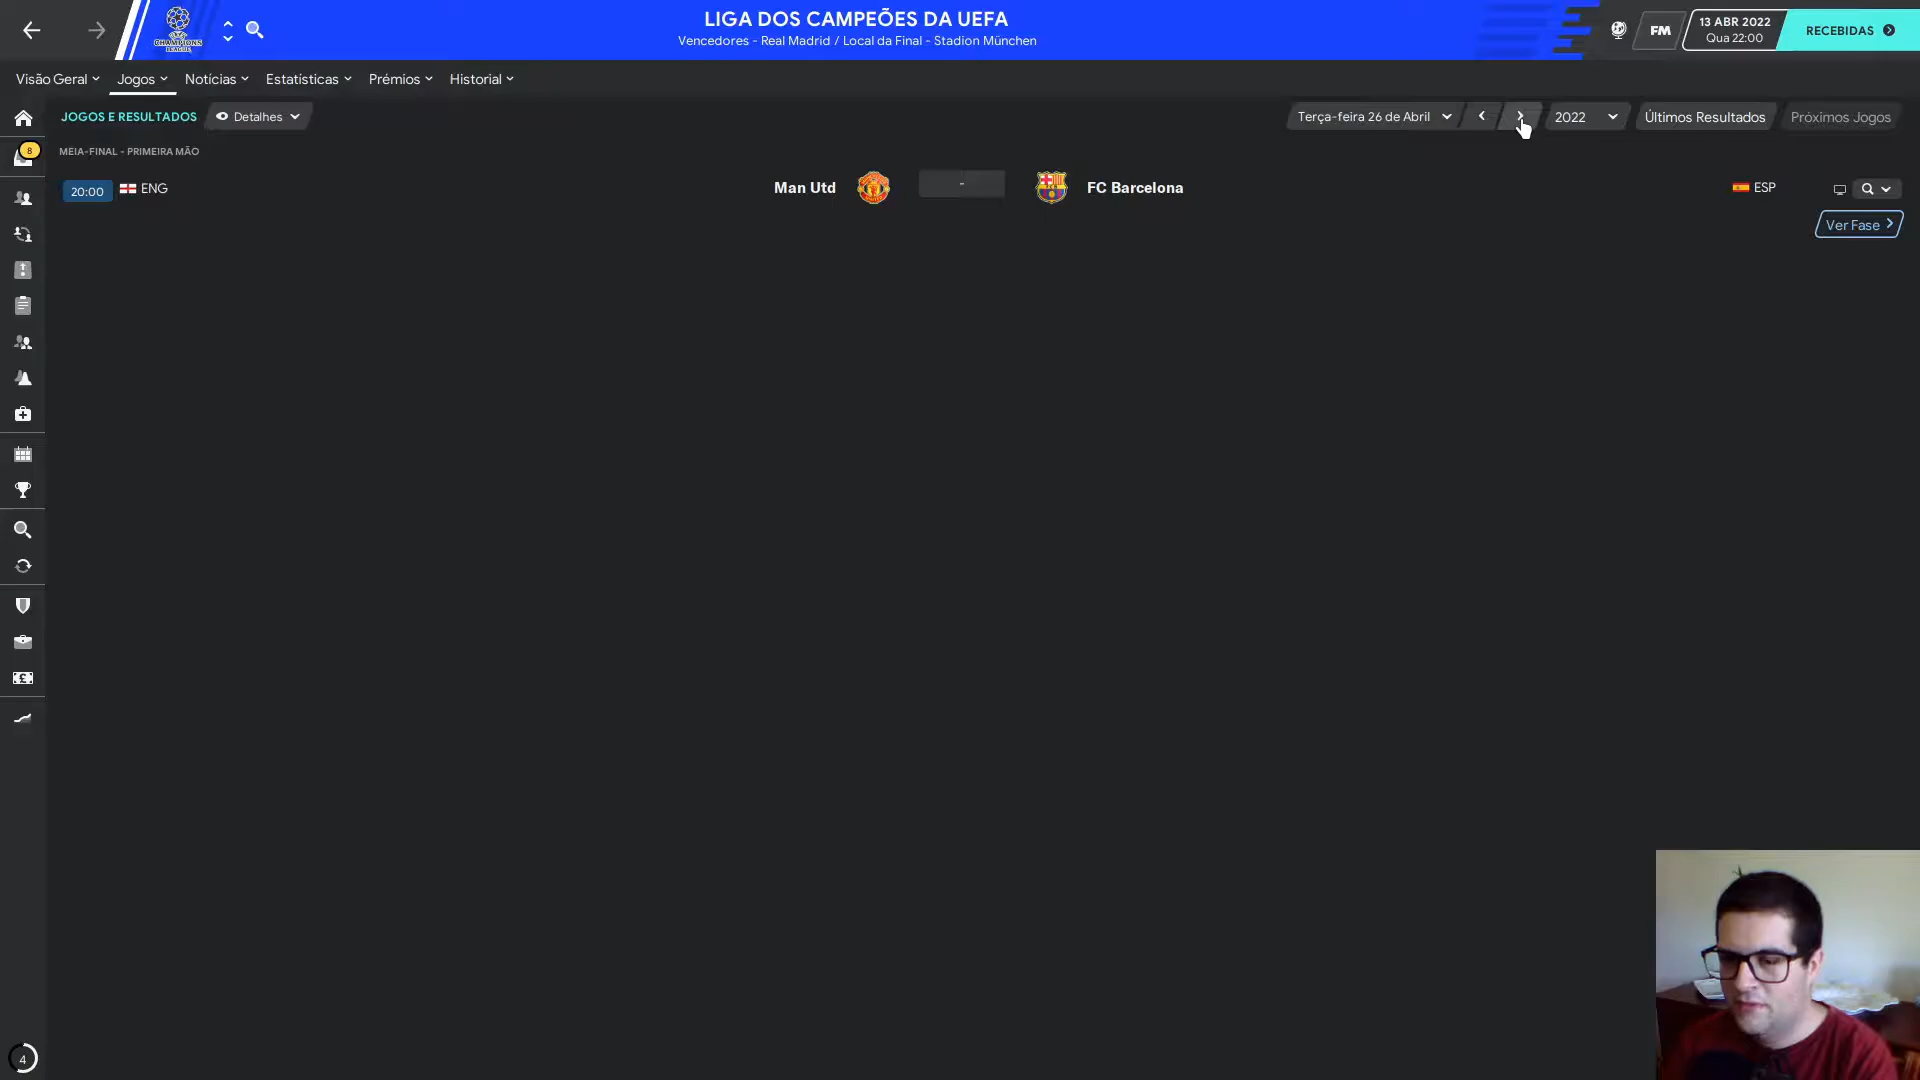 LIGA DOS CAMPEÕES DA UEFA
Vencedores - Real Madrid / Local da Final - Stadion München
CHAMPIONS
LEAGUE
FM
13 ABR 2022
Qua 22:00
RECEBIDAS
Visão Geral
Jogos
Notícias
Estatísticas
Prémios
Historial
JOGOS E RESULTADOS
Detalhes
Terça-feira 26 de Abril
2022
Últimos Resultados
Próximos Jogos
8
MEIA-FINAL - PRIMEIRA MÃO
20:00
ENG
Man Utd
-
FC Barcelona
ESP
Ver Fase
4